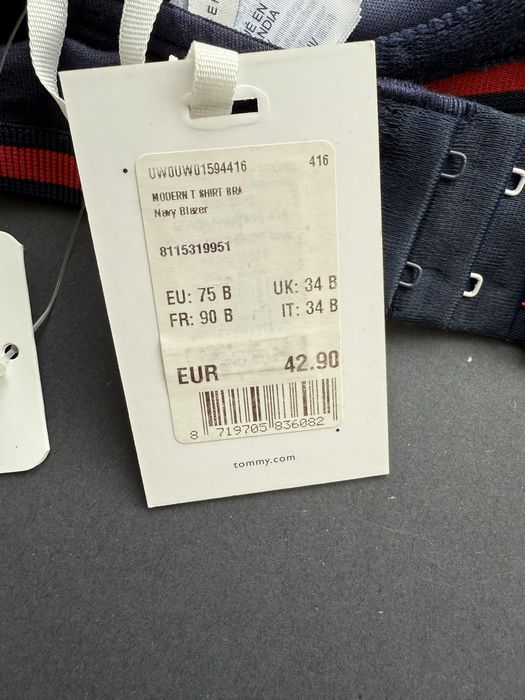 UW0UW01594416 416
MODERN T SHIRT BRA
Navy Blazer
8115319951
EU: 75 B UK: 34 B
FR: 90 B IT: 34 B
EUR 42.90
8 719705 836082
tommy.com